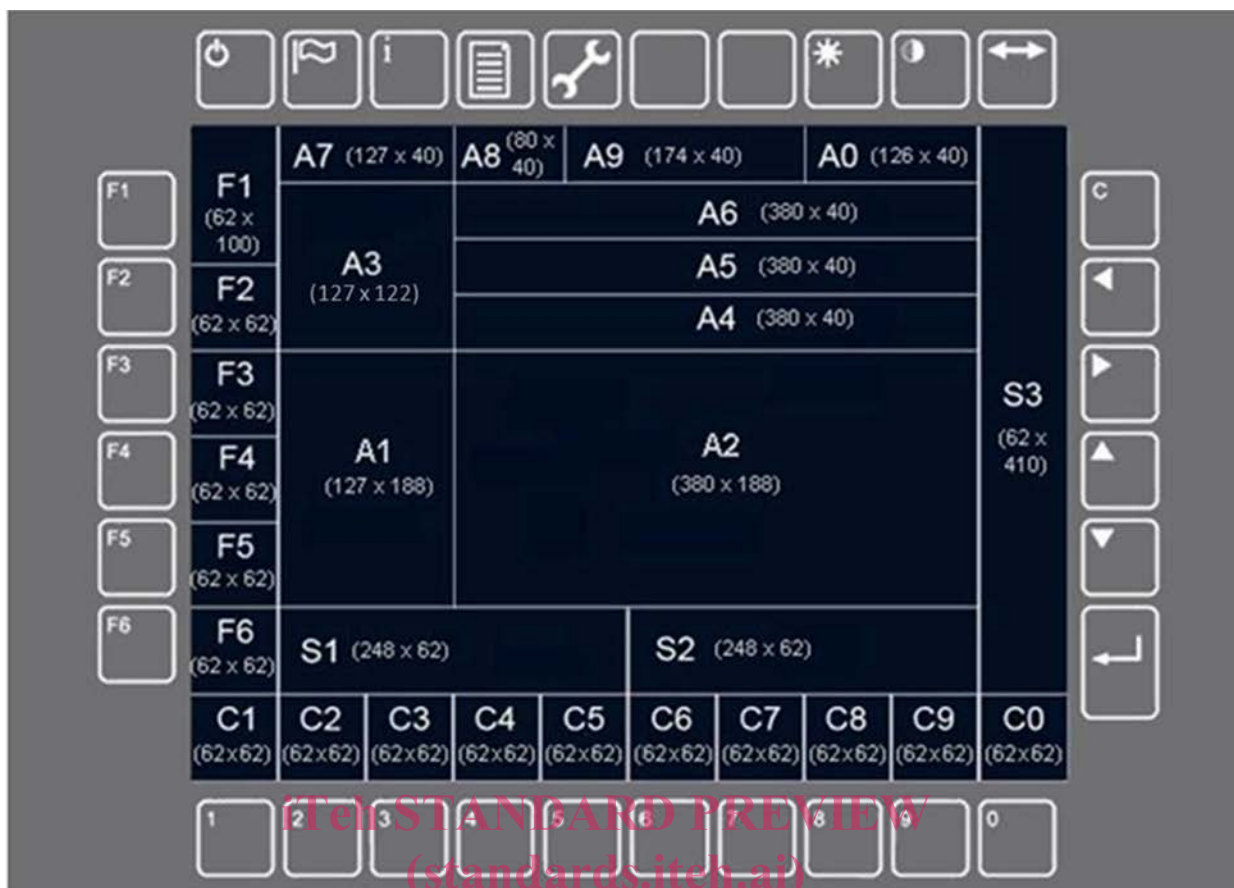 i
A7 (127 x 40) A8 (80 x 40) A9 (174 x 40) A0 (126 x 40)
F1 F1 (62 x 100) A6 (380 x 40) C
F2 F2 (62 x 62) A3 (127 x 122) A5 (380 x 40)
A4 (380 x 40)
F3 F3 (62 x 62) S3 (62 x 410)
F4 F4 (62 x 62) A1 (127 x 188) A2 (380 x 188)
F5 F5 (62 x 62)
F6 F6 (62 x 62) S1 (248 x 62) S2 (248 x 62)
C1 C2 C3 C4 C5 C6 C7 C8 C9 C0
(62x62) (62x62) (62x62) (62x62) (62x62) (62x62) (62x62) (62x62) (62x62) (62x62)
1 2 3 4 5 6 7 8 9 0
iTeh STANDARD PREVIEW
(standards.iteh.ai)